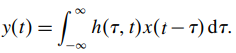 y(t) = ∫_{-∞}^{∞} h(τ, t)x(t − τ) dτ.